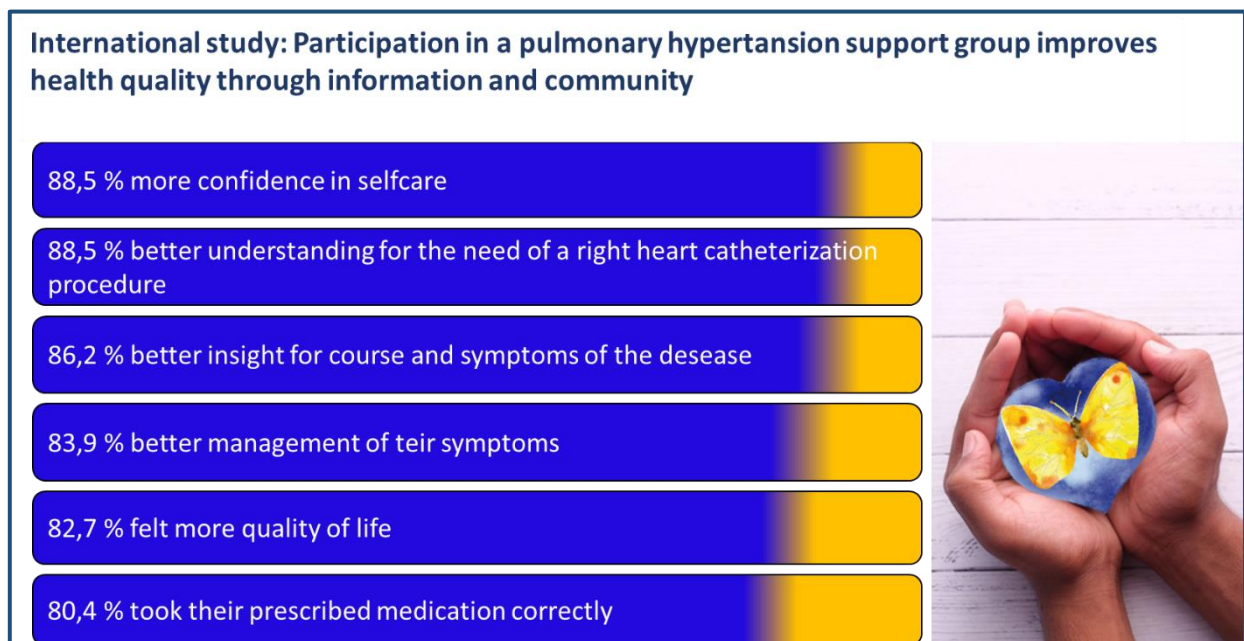 International study: Participation in a pulmonary hypertansion support group improves
health quality through information and community
88,5 % more confidence in selfcare
88,5 % better understanding for the need of a right heart catheterization
procedure
86,2 % better insight for course and symptoms of the desease
83,9 % better management of teir symptoms
82,7 % felt more quality of life
80,4 % took their prescribed medication correctly